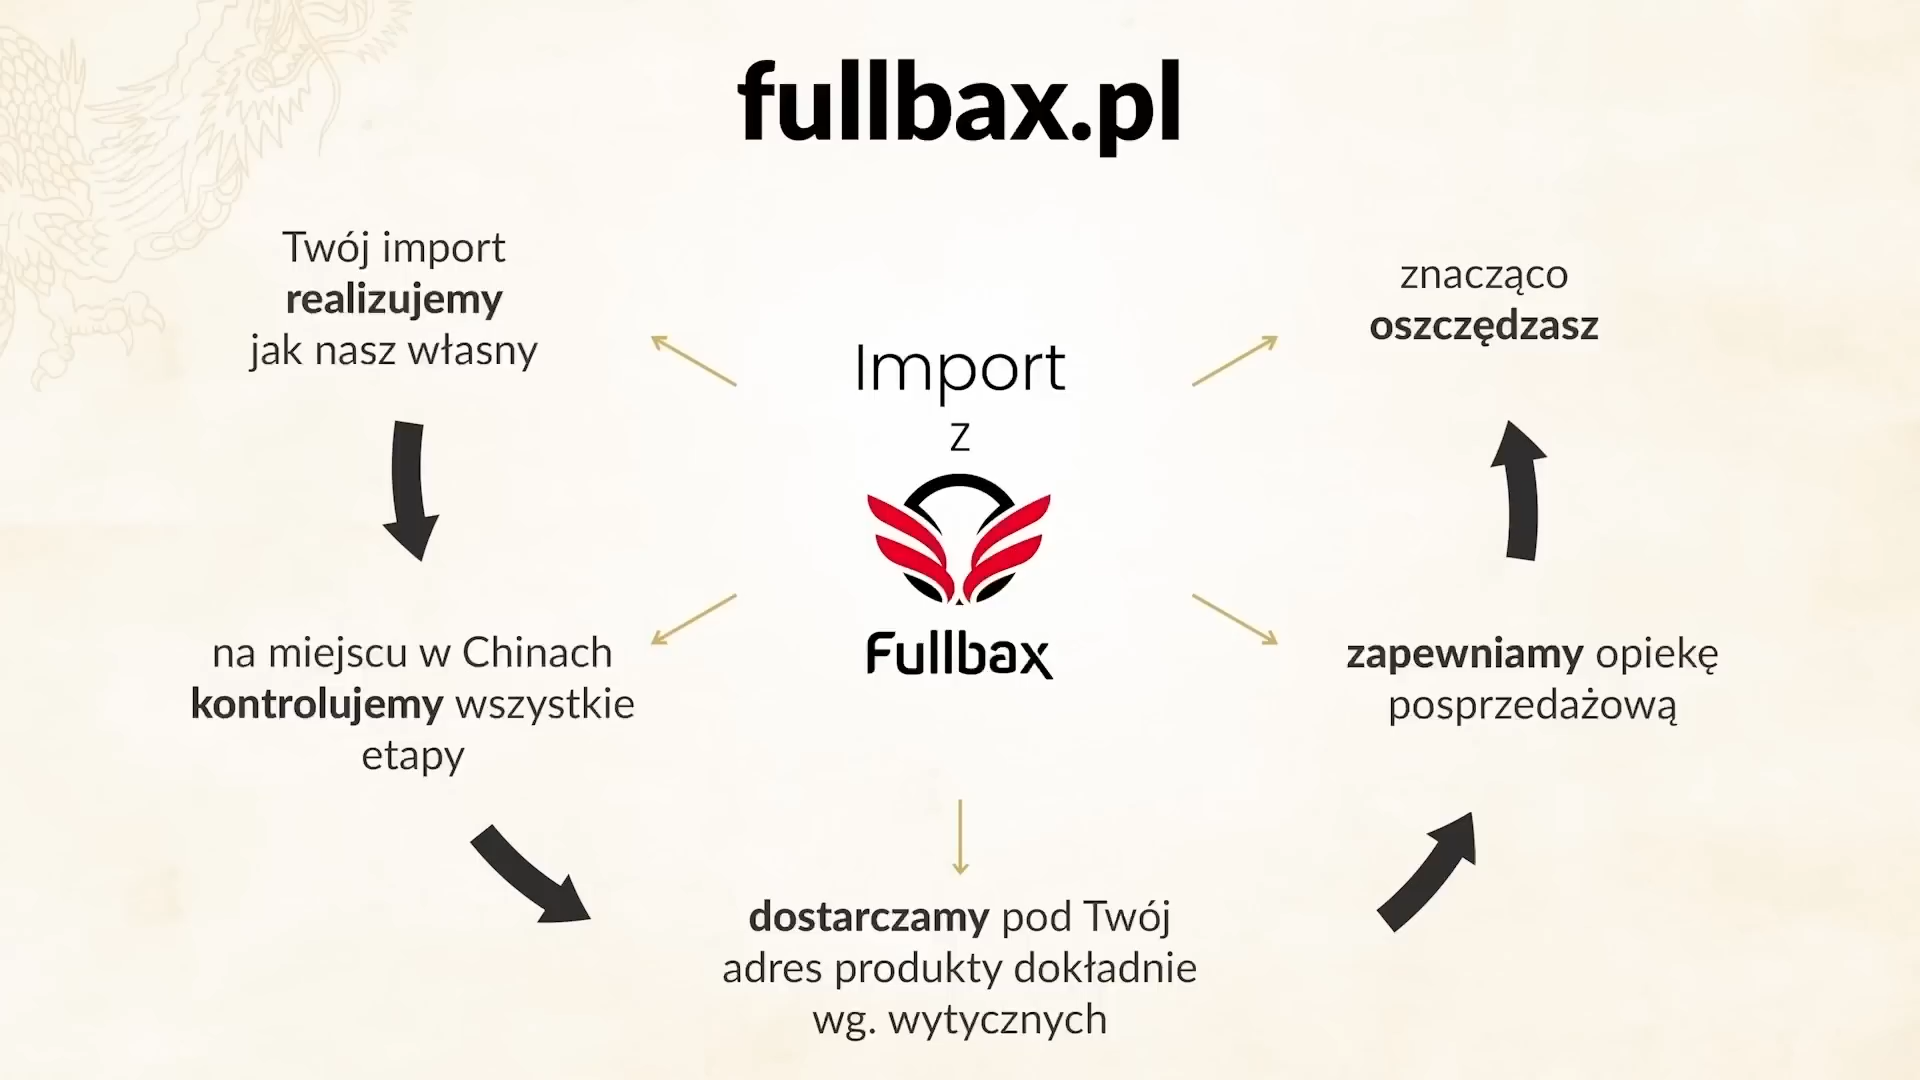 fullbax.pl
Twój import
realizujemy
jak nasz własny
na miejscu w Chinach
kontrolujemy wszystkie
etapy
dostarczamy pod Twój
adres produkty dokładnie
wg. wytycznych
zapewniamy opiekę
posprzedażową
znacząco
oszczędzasz
Import
z
Fullbax